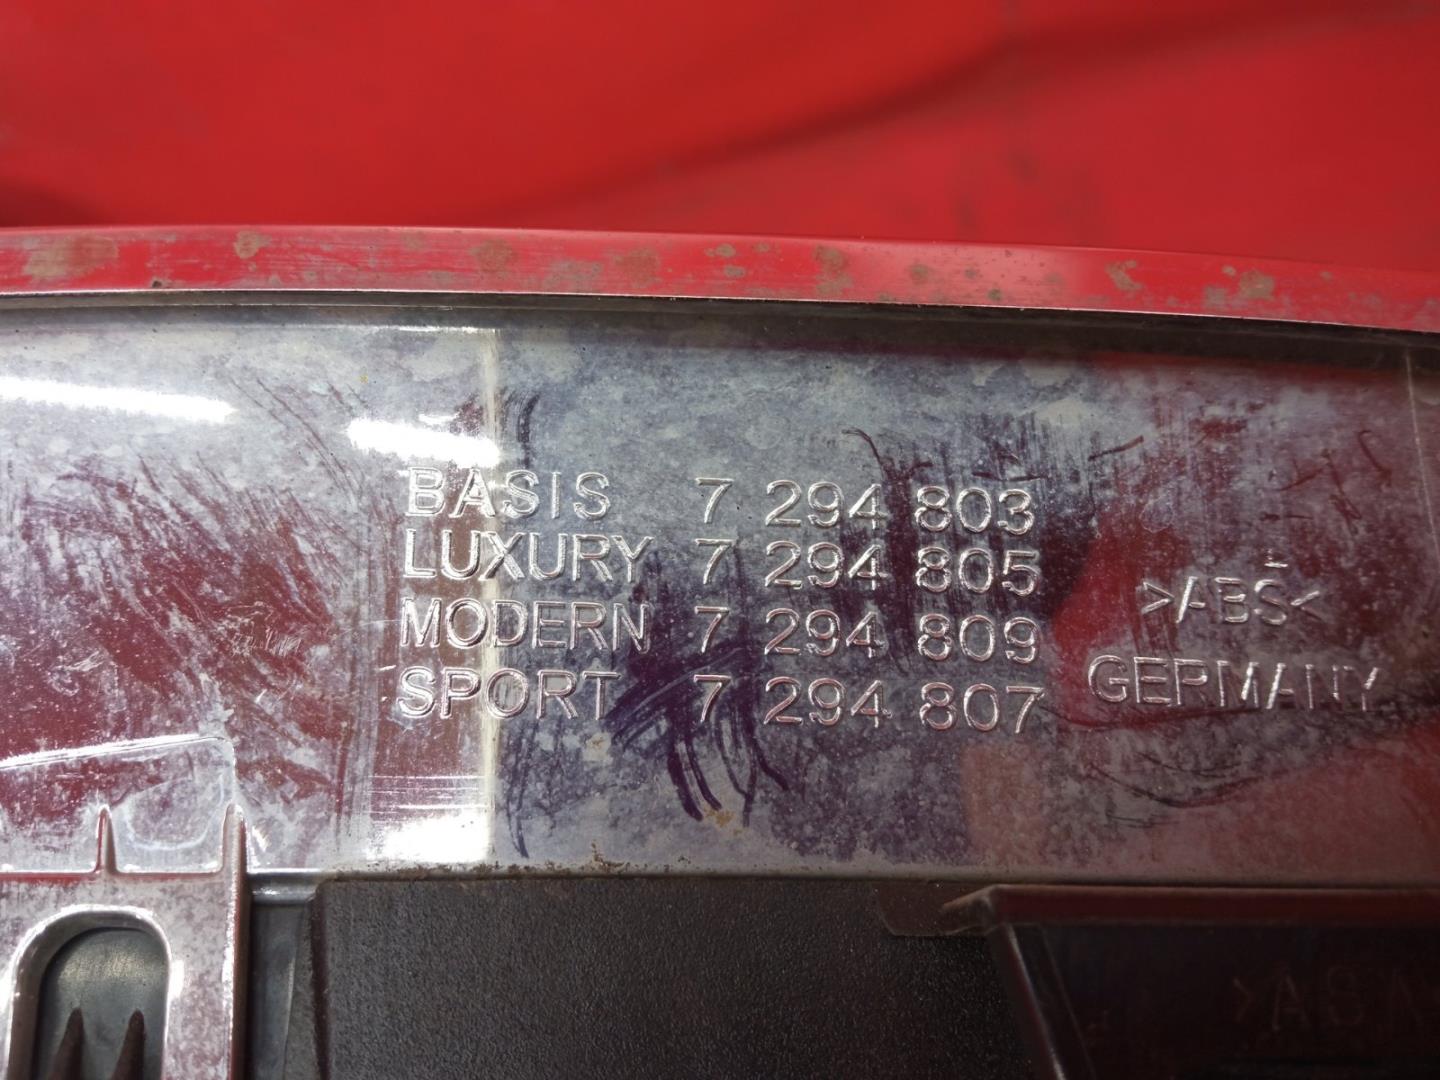 BASIS 7 294 803
LUXURY 7 294 805
MODERN 7 294 809
SPORT 7 294 807
>ABS<
GERMANY